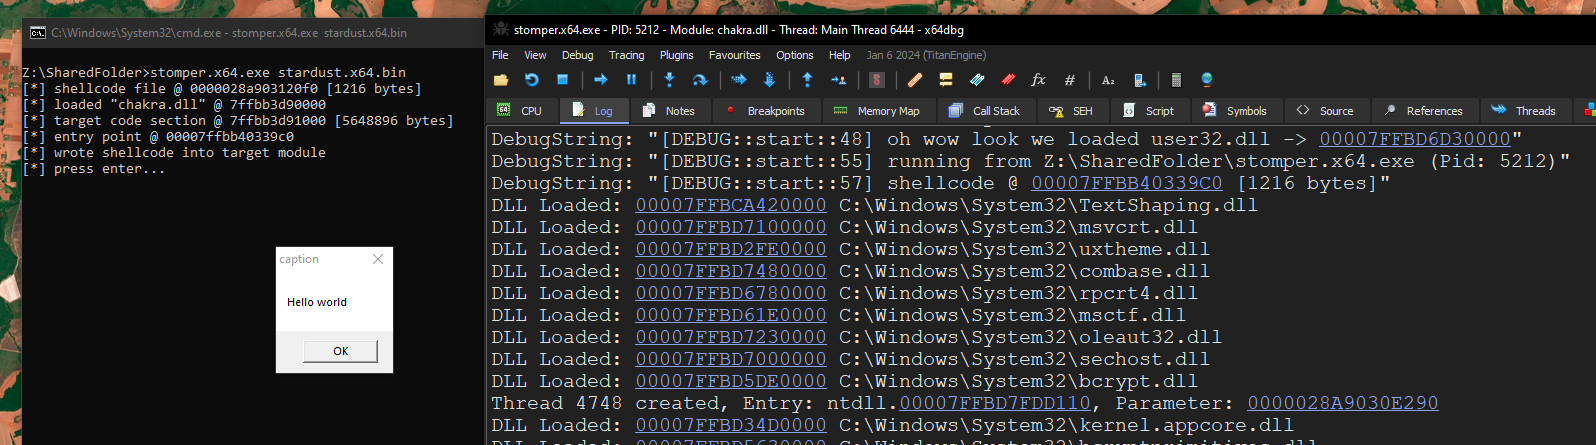 C:\Windows\System32\cmd.exe - stomper.x64.exe stardust.x64.bin
Z:\SharedFolder>stomper.x64.exe stardust.x64.bin
[*] shellcode file @ 0000028a903120f0 [1216 bytes]
[*] loaded "chakra.dll" @ 7ffbb3d90000
[*] target code section @ 7ffbb3d91000 [5648896 bytes]
[*] entry point @ 00007ffbb40339c0
[*] wrote shellcode into target module
[*] press enter...
caption
Hello world
OK
stomper.x64.exe - PID: 5212 - Module: chakra.dll - Thread: Main Thread 6444 - x64dbg
File View Debug Tracing Plugins Favourites Options Help Jan 6 2024 (TitanEngine)
CPU Log Notes Breakpoints Memory Map Call Stack SEH Script Symbols Source References Threads
DebugString: "[DEBUG::start::48] oh wow look we loaded user32.dll -> 00007FFBD6D30000"
DebugString: "[DEBUG::start::55] running from Z:\SharedFolder\stomper.x64.exe (Pid: 5212)"
DebugString: "[DEBUG::start::57] shellcode @ 00007FFBB40339C0 [1216 bytes]"
DLL Loaded: 00007FFBCA420000 C:\Windows\System32\TextShaping.dll
DLL Loaded: 00007FFBD7100000 C:\Windows\System32\msvcrt.dll
DLL Loaded: 00007FFBD2FE0000 C:\Windows\System32\uxtheme.dll
DLL Loaded: 00007FFBD7480000 C:\Windows\System32\combase.dll
DLL Loaded: 00007FFBD6780000 C:\Windows\System32\rpcrt4.dll
DLL Loaded: 00007FFBD61E0000 C:\Windows\System32\msctf.dll
DLL Loaded: 00007FFBD7230000 C:\Windows\System32\oleaut32.dll
DLL Loaded: 00007FFBD7000000 C:\Windows\System32\sechost.dll
DLL Loaded: 00007FFBD5DE0000 C:\Windows\System32\bcrypt.dll
Thread 4748 created, Entry: ntdll.00007FFBD7FDD110, Parameter: 0000028A9030E290
DLL Loaded: 00007FFBD34D0000 C:\Windows\System32\kernel.appcore.dll